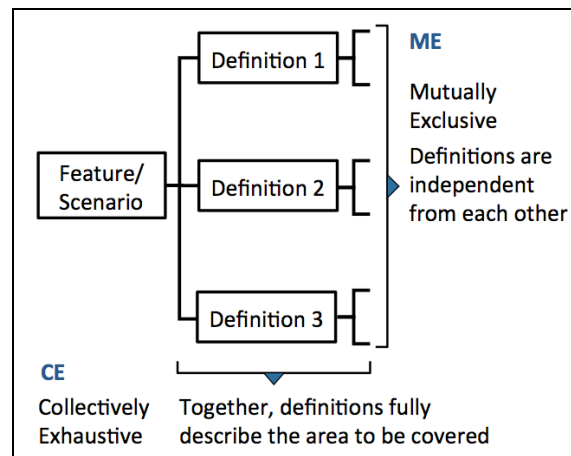 Definition 1
ME
Mutually
Exclusive
Definitions are
independent
from each other
Feature/
Scenario
Definition 2
Definition 3
CE
Collectively
Exhaustive
Together, definitions fully
describe the area to be covered